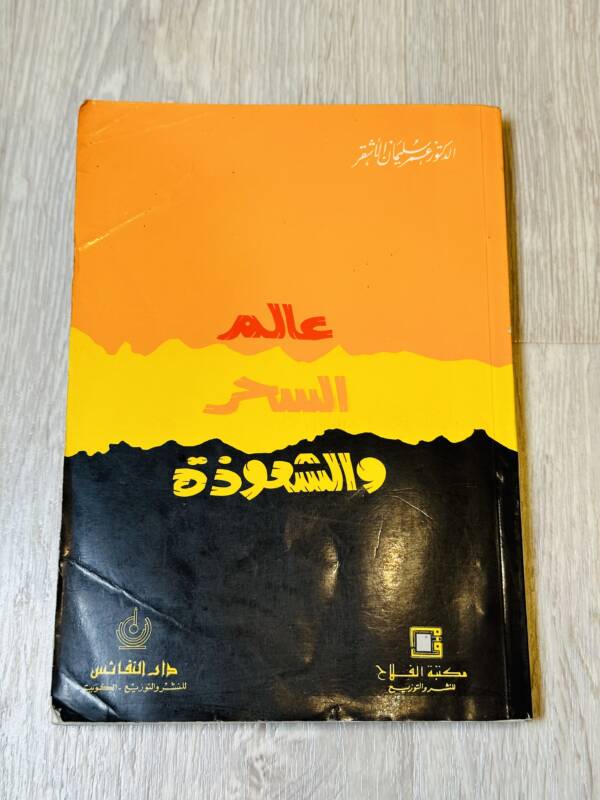 الدكتور عمر سليمان الأشقر
عالم
السحر
والشعوذة
مكتبة الفلاح
للنشر والتوزيع
دار النفائس
للنشر والتوزيع - الكويت